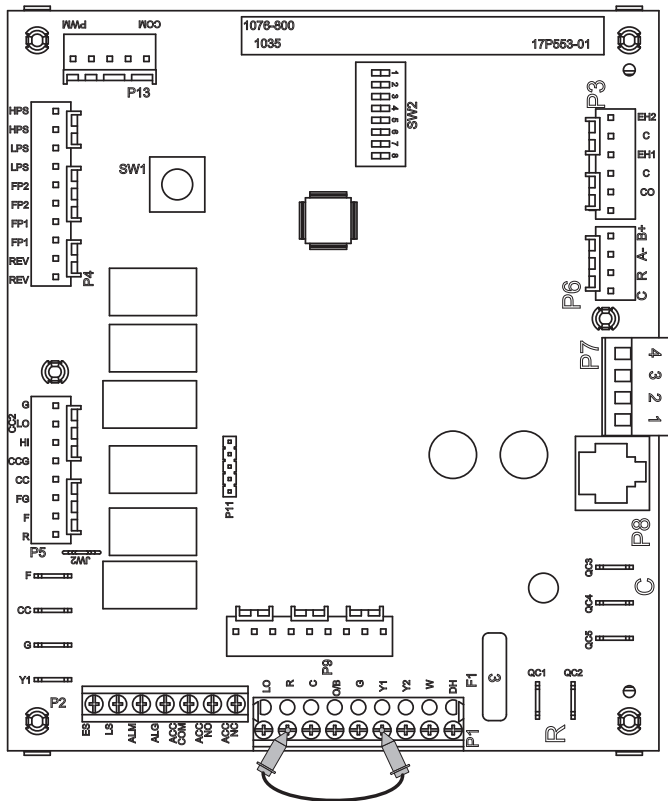 PWM
COM
P13
1076-800
1035
17P553-01
1
2
3
4
5
6
7
8
SW2
HPS
HPS
LPS
LPS
FP2
FP2
FP1
FP1
REV
REV
P4
SW1
P3
EH2
C
EH1
C
CO
P6
B+
A-
R
C
P7
4
3
2
1
P8
G
CC2
LO
HI
CCG
CC
FG
F
R
P5
JW2
P11
F
CC
G
Y1
QC3
QC4
QC5
C
P9
LO
R
C
O/B
G
Y1
Y2
W
DH
P1
F1
3
QC1
QC2
R
P2
ES
LS
ALM
ALG
ACC COM
ACC NO
ACC NC